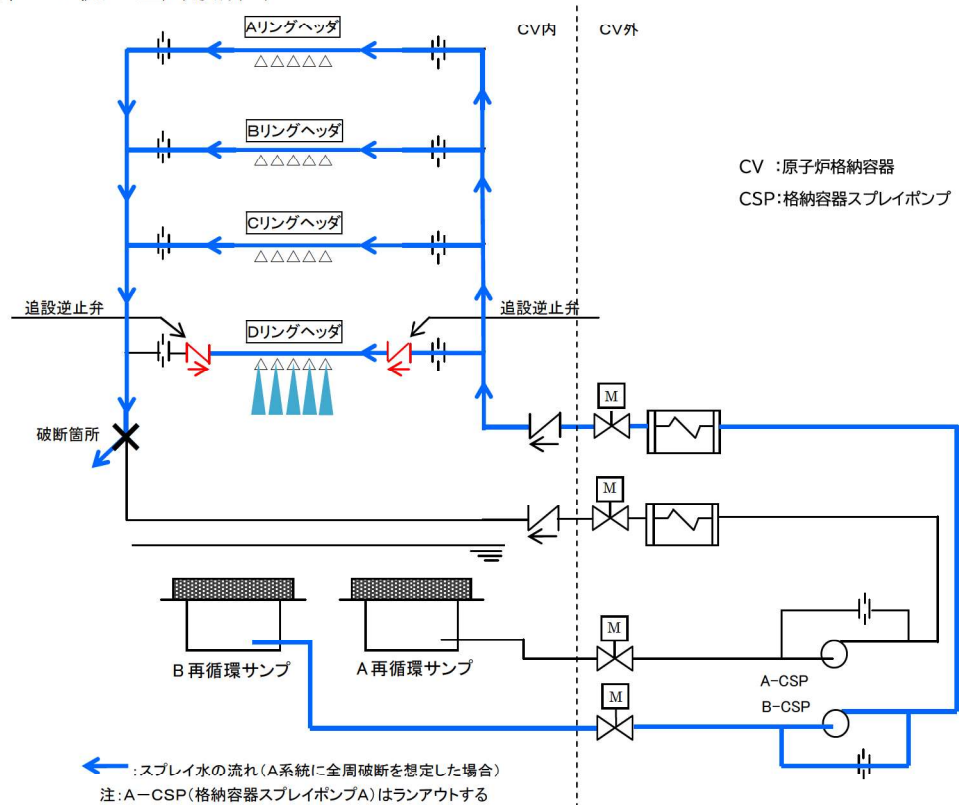 Aリングヘッダ
CV内
CV外
Bリングヘッダ
CV :原子炉格納容器
CSP:格納容器スプレイポンプ
Cリングヘッダ
追設逆止弁
追設逆止弁
Dリングヘッダ
M
破断箇所
M
M
B再循環サンプ
A再循環サンプ
A-CSP
B-CSP
M
:スプレイ水の流れ(A系統に全周破断を想定した場合)
注:A-CSP(格納容器スプレイポンプA)はランアウトする